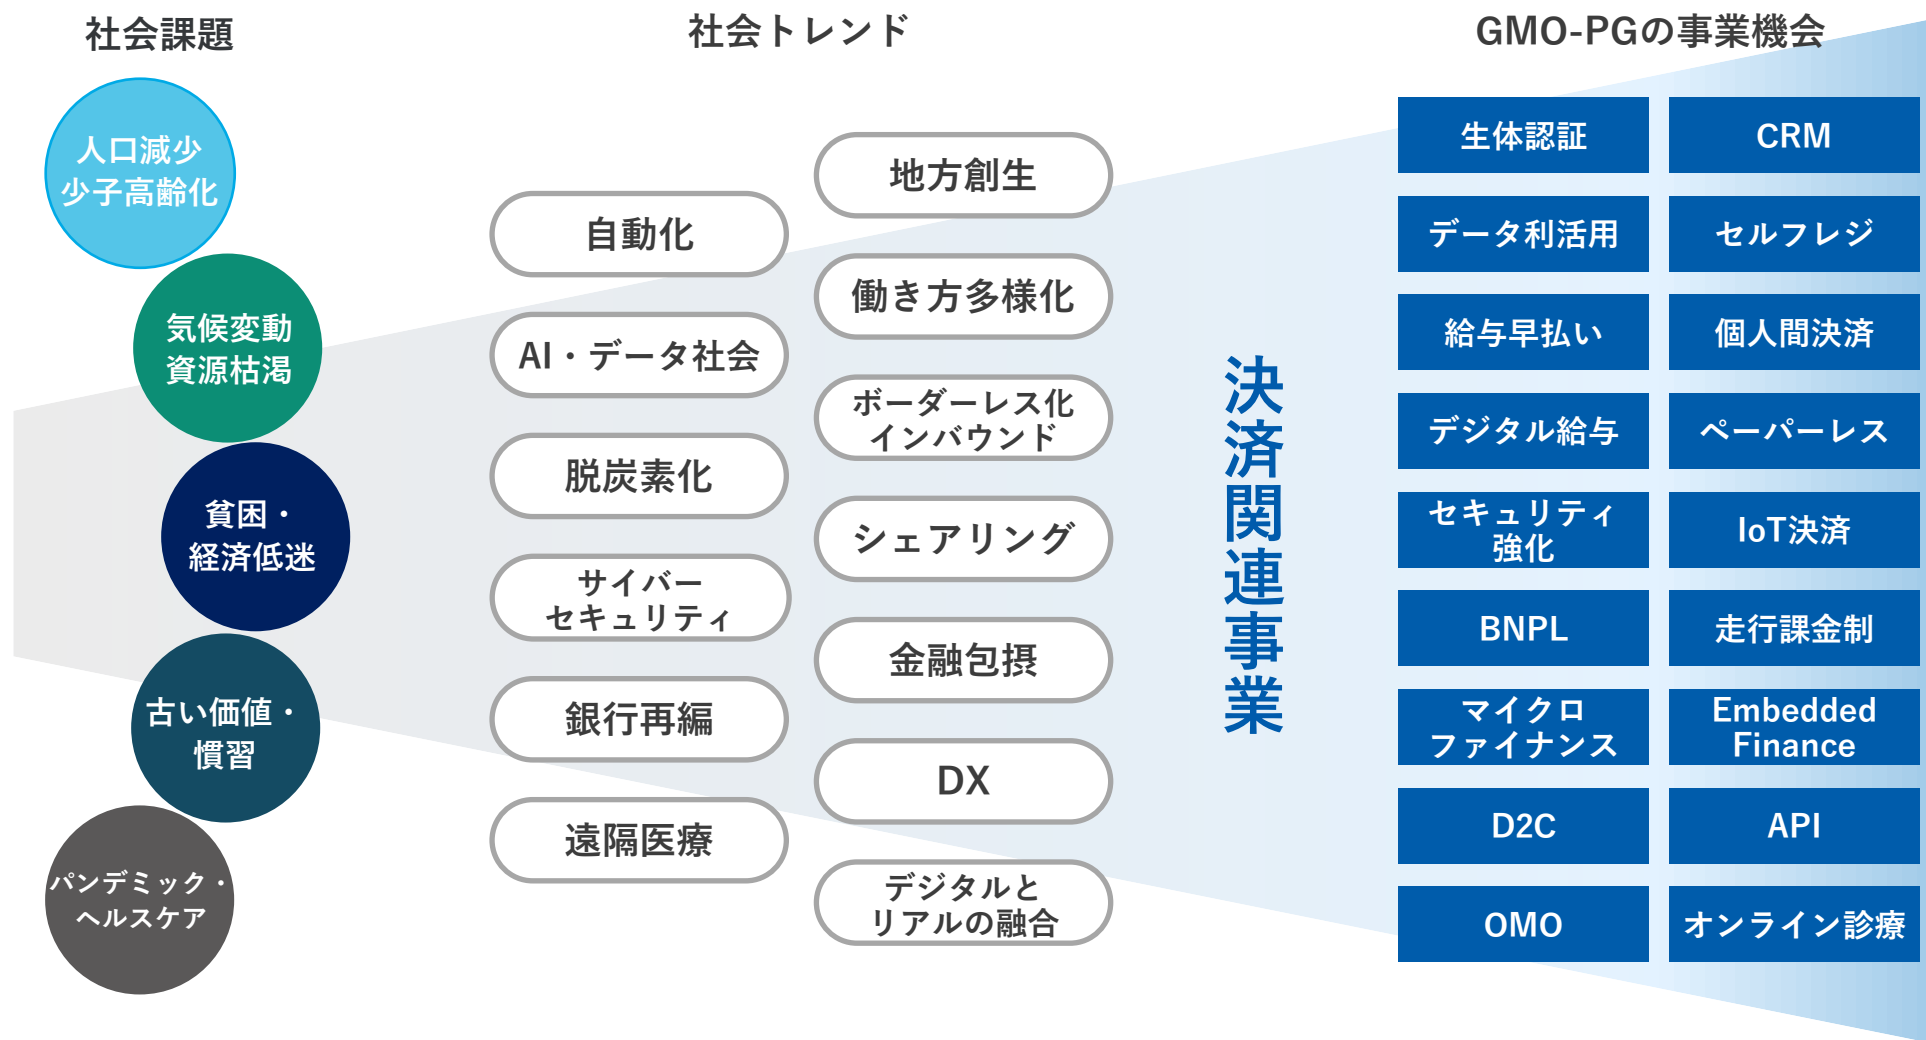 社会課題
人口減少
少子高齢化
気候変動
資源枯渇
貧困・
経済低迷
古い価値・
慣習
パンデミック・
ヘルスケア
社会トレンド
自動化
AI・データ社会
脱炭素化
サイバー
セキュリティ
銀行再編
遠隔医療
地方創生
働き方多様化
ボーダーレス化
インバウンド
シェアリング
金融包摂
DX
デジタルと
リアルの融合
決済関連事業
GMO-PGの事業機会
生体認証
CRM
データ利活用
セルフレジ
給与早払い
個人間決済
デジタル給与
ペーパーレス
セキュリティ
強化
IoT決済
BNPL
走行課金制
マイクロ
ファイナンス
Embedded
Finance
D2C
API
OMO
オンライン診療